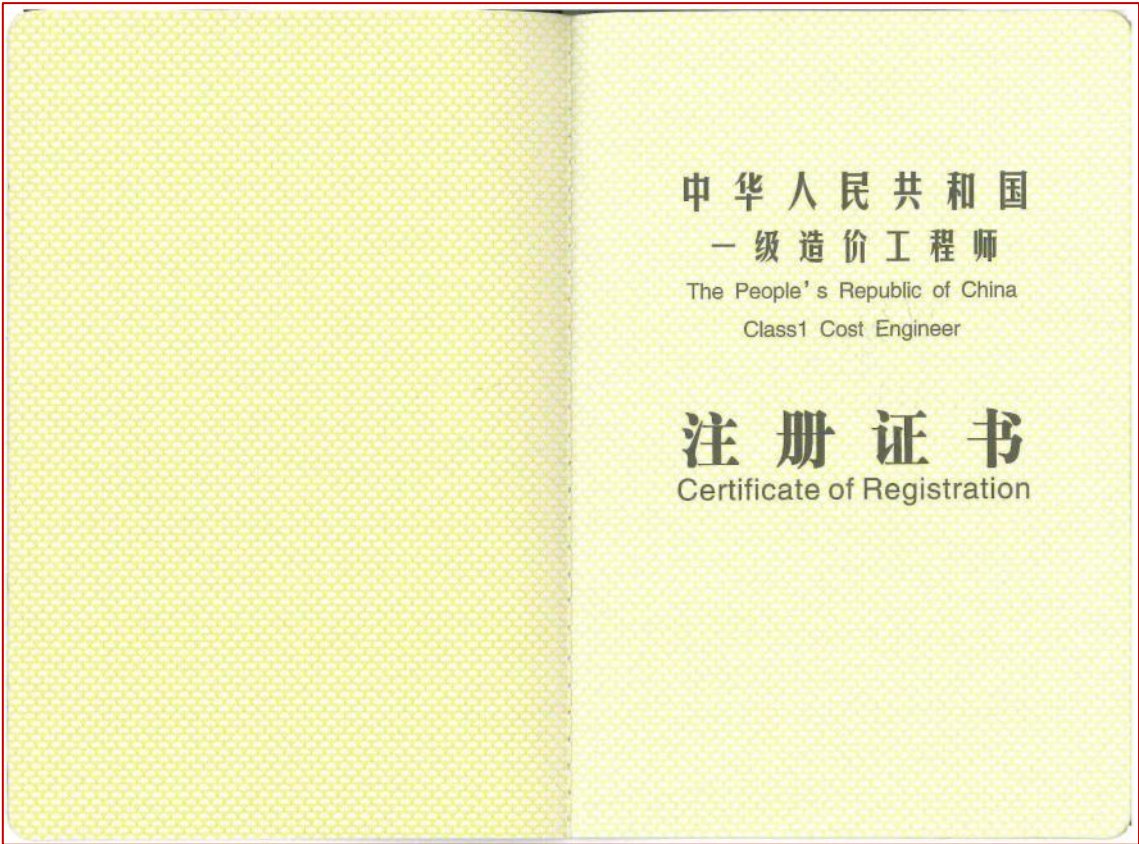 中华人民共和国
一级造价工程师
The People's Republic of China
Class1 Cost Engineer
注册证书
Certificate of Registration